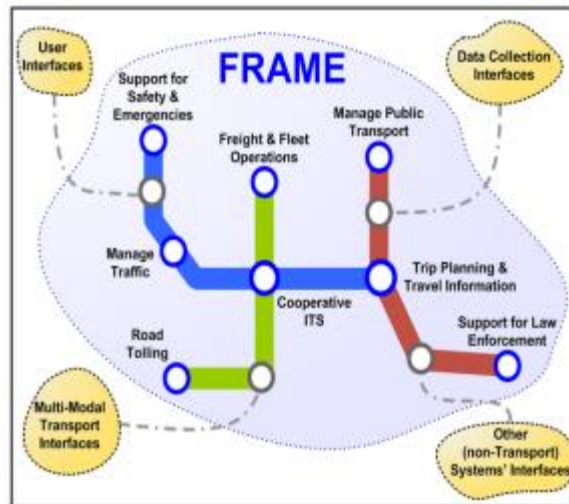 User
Interfaces
Support for
Safety &
Emergencies
FRAME
Data Collection
Interfaces
Manage Public
Transport
Freight & Fleet
Operations
Manage
Traffic
Cooperative
ITS
Trip Planning &
Travel Information
Road
Tolling
Support for Law
Enforcement
Multi-Modal
Transport
Interfaces
Other
(non-Transport)
Systems' Interfaces